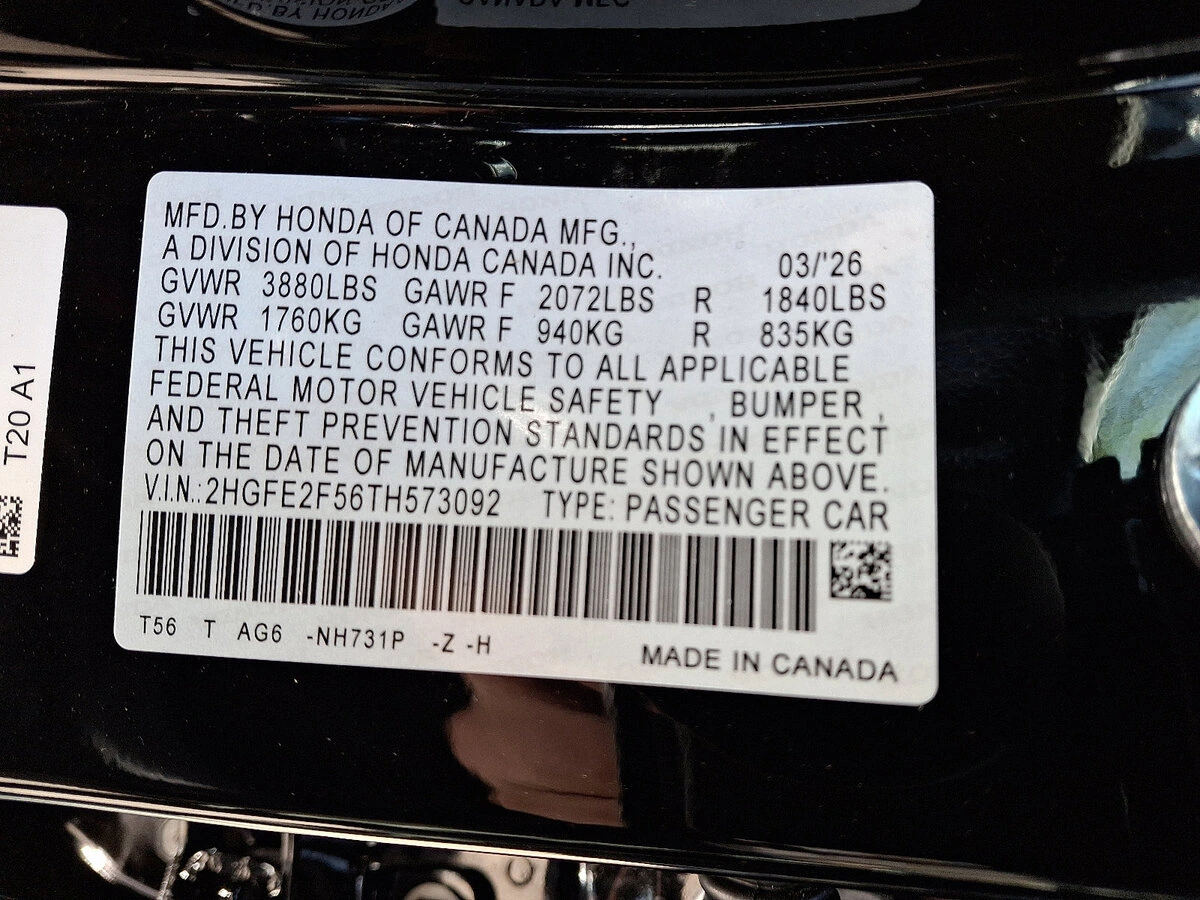 MFD.BY HONDA OF CANADA MFG.,
A DIVISION OF HONDA CANADA INC. 03/'26
GVWR 3880LBS GAWR F 2072LBS R 1840LBS
GVWR 1760KG GAWR F 940KG R 835KG
THIS VEHICLE CONFORMS TO ALL APPLICABLE
FEDERAL MOTOR VEHICLE SAFETY , BUMPER ,
AND THEFT PREVENTION STANDARDS IN EFFECT
ON THE DATE OF MANUFACTURE SHOWN ABOVE.
V.I.N.:2HGFE2F56TH573092 TYPE: PASSENGER CAR
T56 T AG6 -NH731P -Z -H
MADE IN CANADA
T20 A1